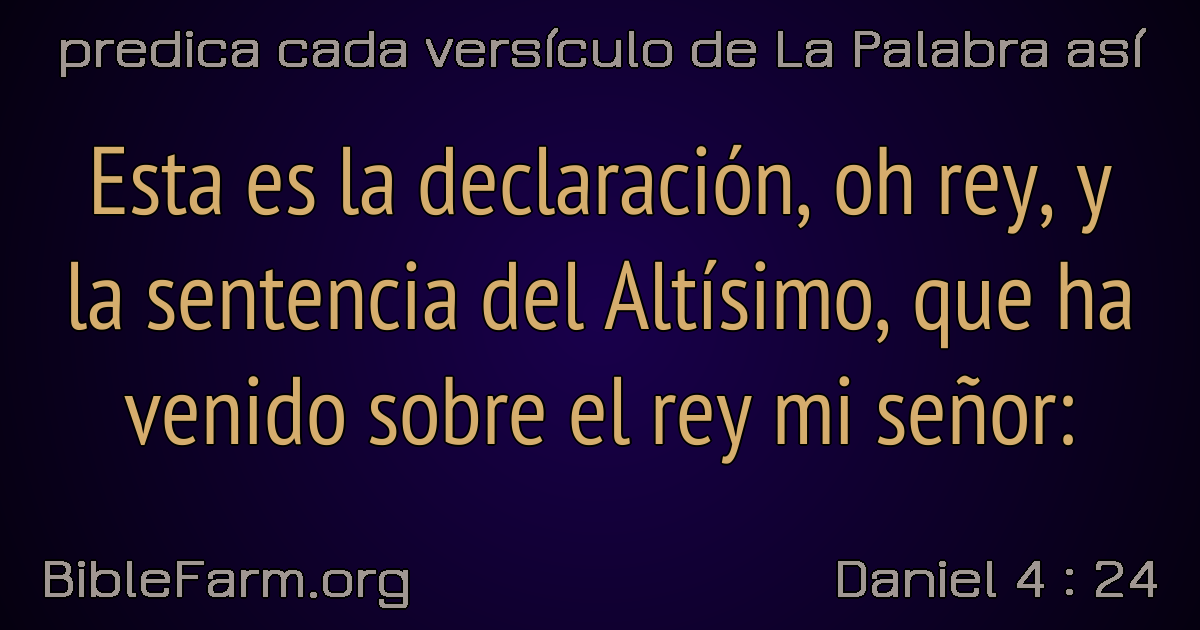 predica cada versículo de La Palabra así
Esta es la declaración, oh rey, y
la sentencia del Altísimo, que ha
venido sobre el rey mi señor:
BibleFarm.org
Daniel 4 : 24